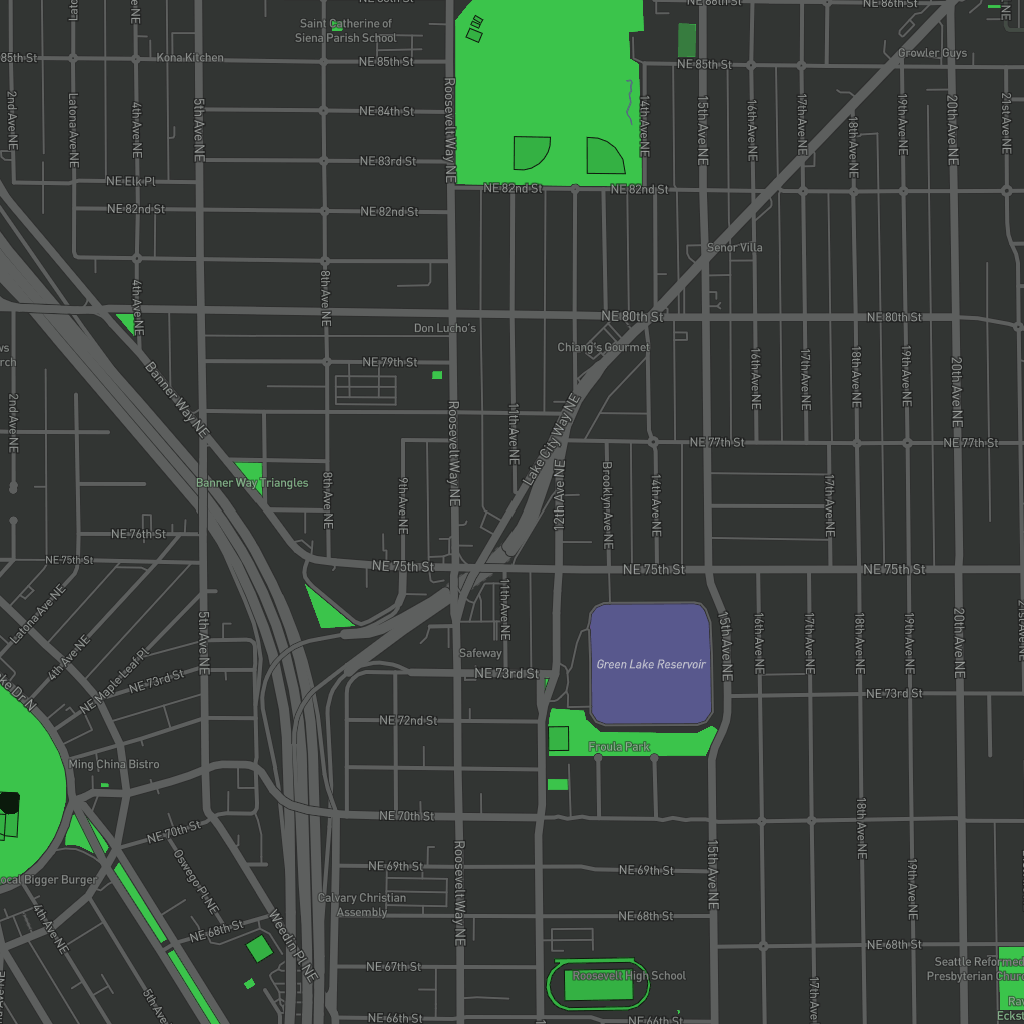 NE 86th St
NE 86th St
Saint Catherine of
Siena Parish School
Growler Guys
85th St
Kona Kitchen
NE 85th St
NE 85th St
2nd Ave NE
Latona Ave NE
4th Ave NE
5th Ave NE
Roosevelt Way NE
14th Ave NE
15th Ave NE
16th Ave NE
17th Ave NE
18th Ave NE
19th Ave NE
20th Ave NE
21st Ave NE
NE 84th St
NE 83rd St
NE Elk Pl
NE 82nd St
NE 82nd St
NE 82nd St
NE 82nd St
Senor Villa
4th Ave NE
8th Ave NE
NE 80th St
NE 80th St
Don Lucho's
Chiang's Gourmet
NE 79th St
16th Ave NE
17th Ave NE
18th Ave NE
19th Ave NE
20th Ave NE
Banner Way NE
2nd Ave NE
Roosevelt Way NE
11th Ave NE
Lake City Way NE
NE 77th St
NE 77th St
Banner Way Triangles
8th Ave NE
9th Ave NE
12th Ave NE
Brooklyn Ave NE
14th Ave NE
17th Ave NE
NE 76th St
NE 75th St
NE 75th St
NE 75th St
NE 75th St
Latona Ave NE
4th Ave NE
5th Ave NE
11th Ave NE
15th Ave NE
16th Ave NE
17th Ave NE
18th Ave NE
19th Ave NE
20th Ave NE
Safeway
Green Lake Reservoir
NE Maple Leaf Pl
NE 73rd St
NE 73rd St
NE 73rd St
NE 72nd St
Froula Park
Ming China Bistro
NE 70th St
NE 70th St
Oswego Pl NE
Roosevelt Way NE
15th Ave NE
18th Ave NE
19th Ave NE
NE 69th St
NE 69th St
ocal Bigger Burger
4th Ave NE
Calvary Christian
Assembly
NE 68th St
NE 68th St
NE 68th St
Weedin Pl NE
NE 67th St
Roosevelt High School
Seattle Reformed
Presbyterian Chur
5th Ave NE
17th Ave NE
Eckst
NE 66th St
NE 66th St